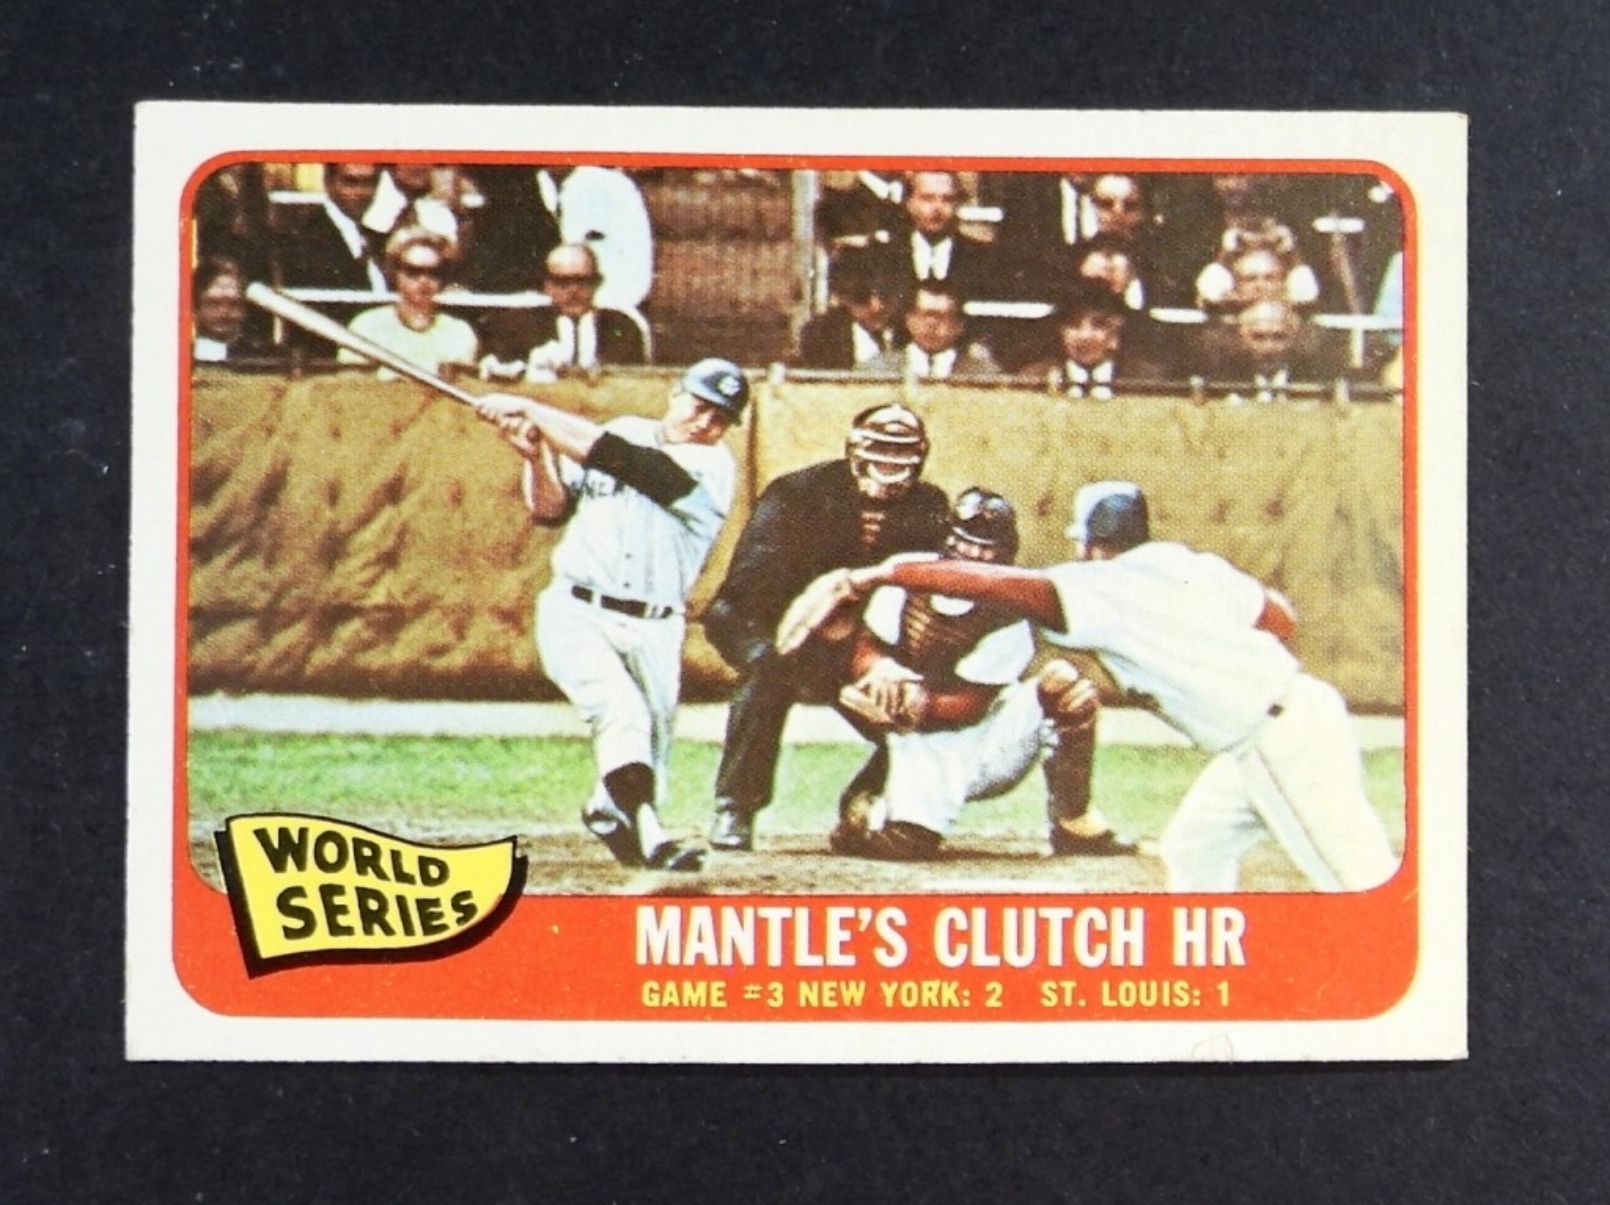 WORLD
SERIES
MANTLE'S CLUTCH HR
GAME #3 NEW YORK: 2 ST. LOUIS: 1